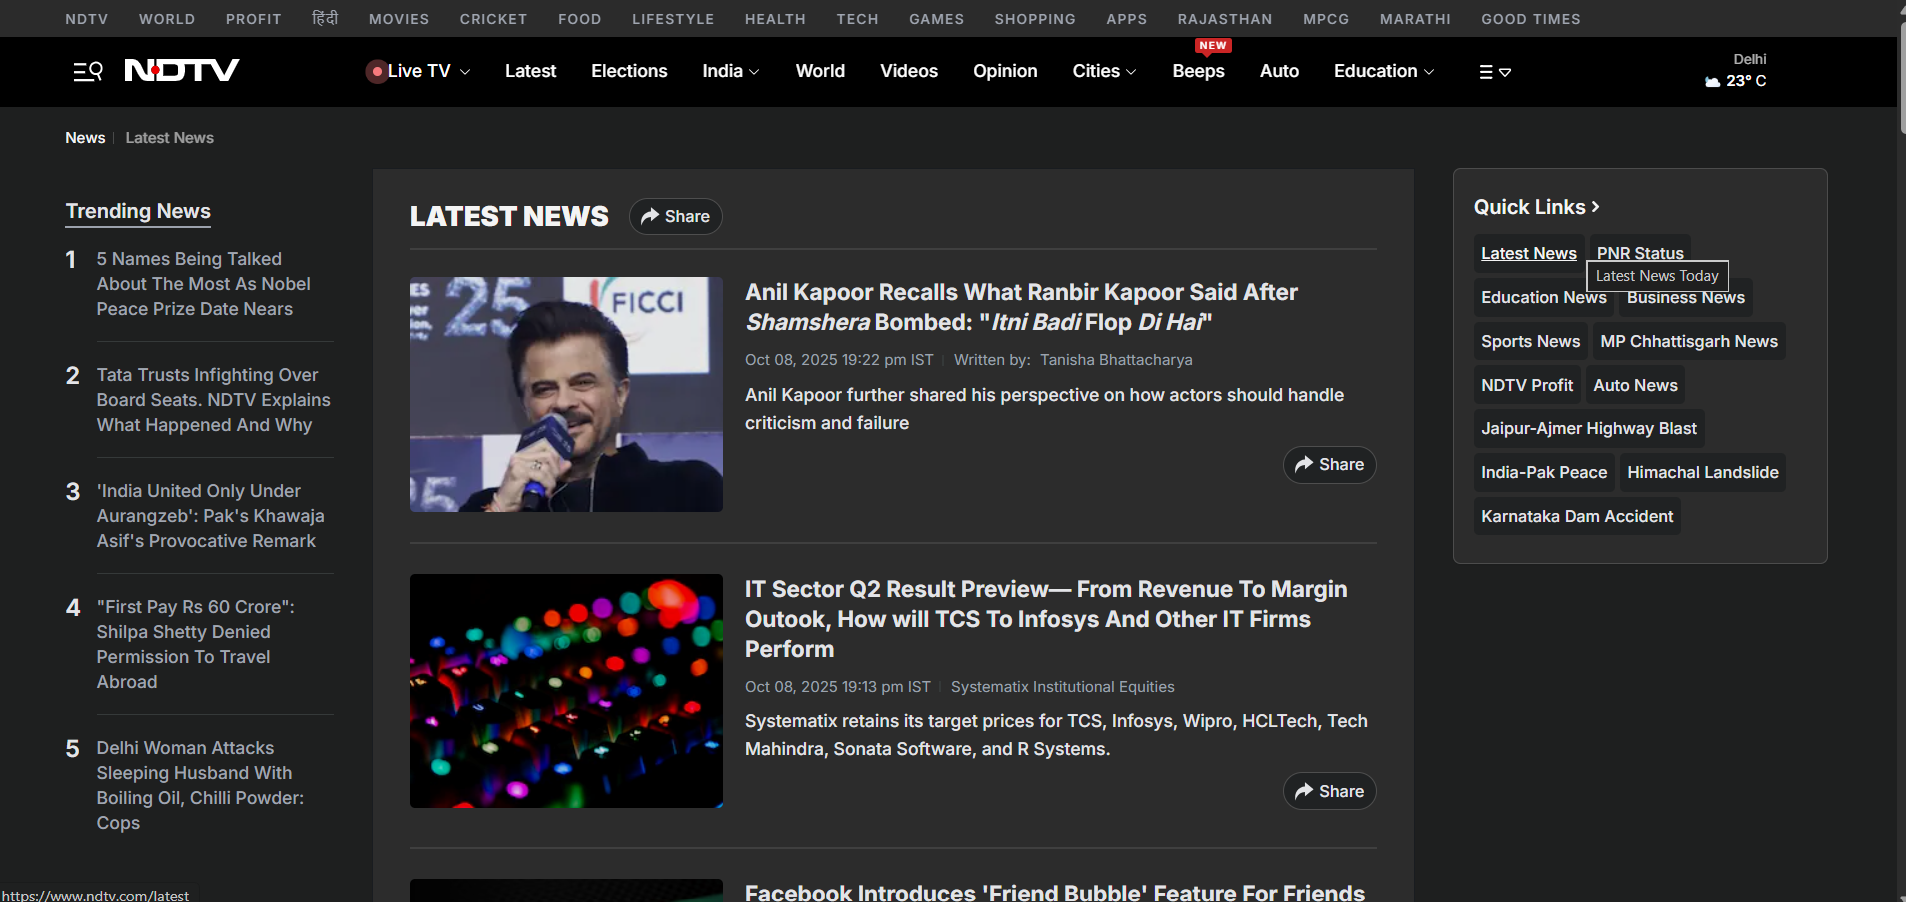 NDTV WORLD PROFIT हिंदी MOVIES CRICKET FOOD LIFESTYLE HEALTH TECH GAMES SHOPPING APPS RAJASTHAN MPCG MARATHI GOOD TIMES
NDTV
Live TV Latest Elections India World Videos Opinion Cities Beeps Auto Education
NEW
Delhi
23° C
News Latest News
Trending News
1 5 Names Being Talked
About The Most As Nobel
Peace Prize Date Nears
2 Tata Trusts Infighting Over
Board Seats. NDTV Explains
What Happened And Why
3 'India United Only Under
Aurangzeb': Pak's Khawaja
Asif's Provocative Remark
4 "First Pay Rs 60 Crore":
Shilpa Shetty Denied
Permission To Travel
Abroad
5 Delhi Woman Attacks
Sleeping Husband With
Boiling Oil, Chilli Powder:
Cops
LATEST NEWS Share
25 FICCI
Anil Kapoor Recalls What Ranbir Kapoor Said After
Shamshera Bombed: "Itni Badi Flop Di Hai"
Oct 08, 2025 19:22 pm IST Written by: Tanisha Bhattacharya
Anil Kapoor further shared his perspective on how actors should handle
criticism and failure
Share
IT Sector Q2 Result Preview— From Revenue To Margin
Outook, How will TCS To Infosys And Other IT Firms
Perform
Oct 08, 2025 19:13 pm IST Systematix Institutional Equities
Systematix retains its target prices for TCS, Infosys, Wipro, HCLTech, Tech
Mahindra, Sonata Software, and R Systems.
Share
Facebook Introduces 'Friend Bubble' Feature For Friends
Quick Links
Latest News PNR Status
Latest News Today
Education News Business News
Sports News MP Chhattisgarh News
NDTV Profit Auto News
Jaipur-Ajmer Highway Blast
India-Pak Peace Himachal Landslide
Karnataka Dam Accident
https://www.ndtv.com/latest